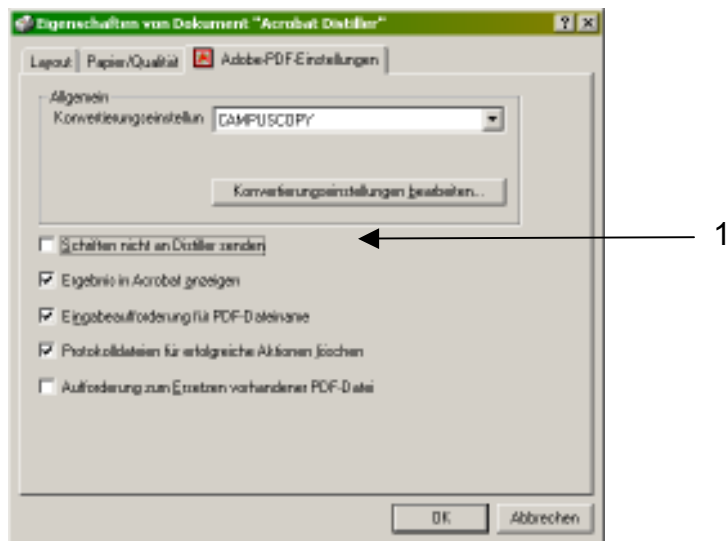 Eigenschaften von Dokument "Acrobat Distiller"
Layout Papier/Qualität Adobe-PDF-Einstellungen
Allgemein
Konvertierungseinstellun CAMPUSCOPY
Konvertierungseinstellungen bearbeiten...
Schriften nicht an Distiller senden
1
Ergebnis in Acrobat anzeigen
Eingabeaufforderung für PDF-Dateiname
Protokolldateien für erfolgreiche Aktionen löschen
Aufforderung zum Ersetzen vorhandener PDF-Datei
OK Abbrechen